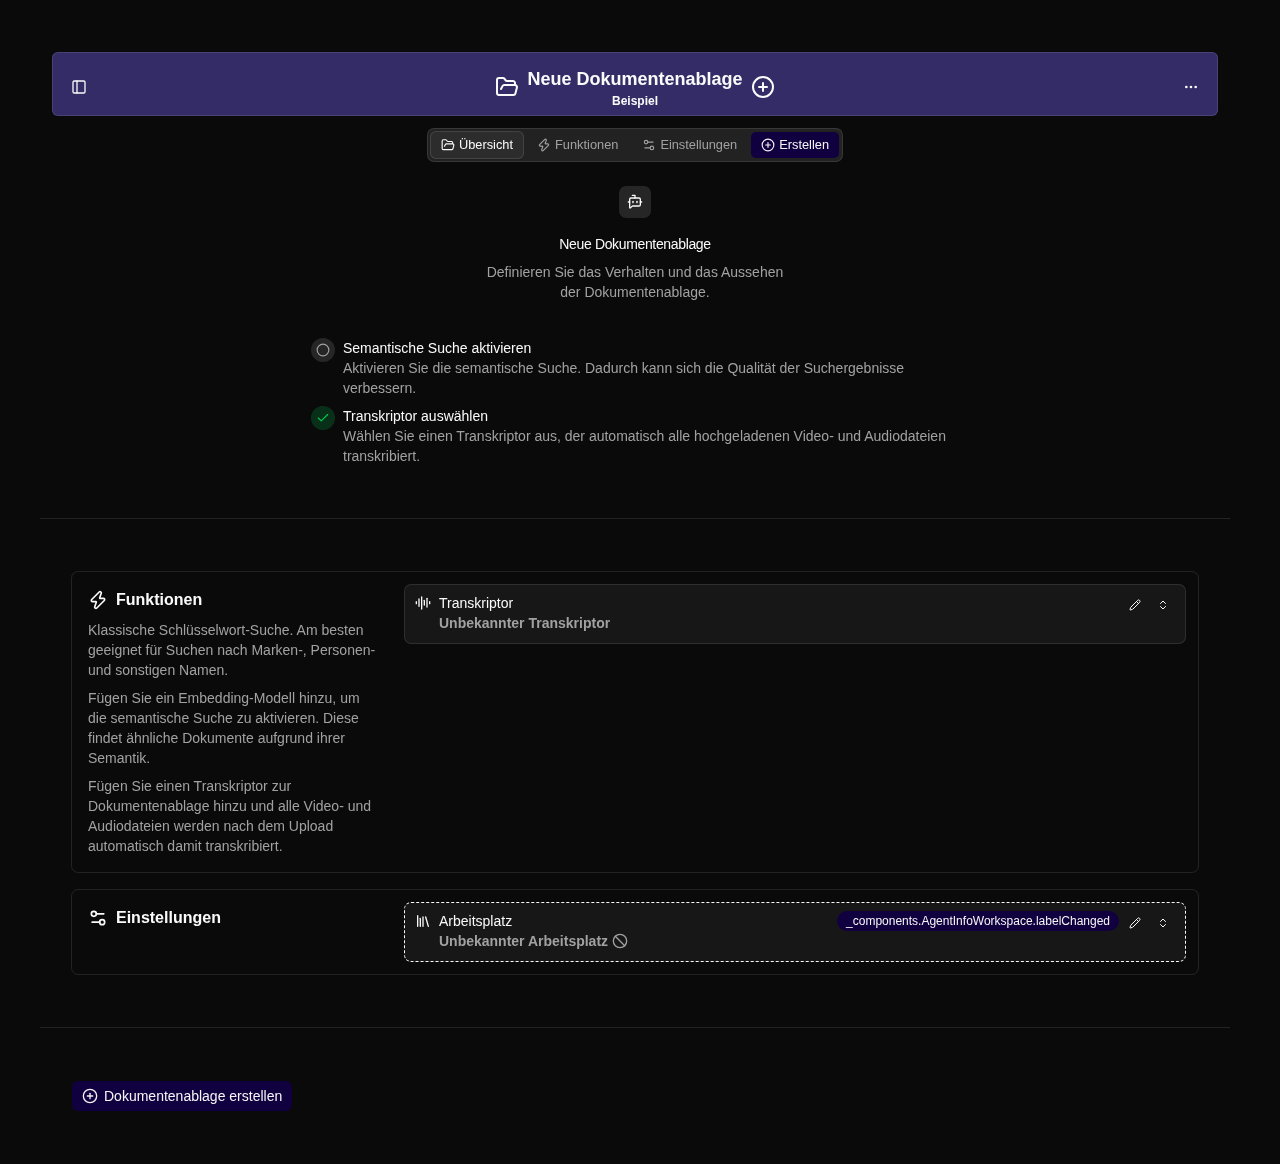 Neue Dokumentenablage
Beispiel
Übersicht
Funktionen
Einstellungen
Erstellen
Neue Dokumentenablage
Definieren Sie das Verhalten und das Aussehen
der Dokumentenablage.
Semantische Suche aktivieren
Aktivieren Sie die semantische Suche. Dadurch kann sich die Qualität der Suchergebnisse
verbessern.
Transkriptor auswählen
Wählen Sie einen Transkriptor aus, der automatisch alle hochgeladenen Video- und Audiodateien
transkribiert.
Funktionen
Klassische Schlüsselwort-Suche. Am besten
geeignet für Suchen nach Marken-, Personen-
und sonstigen Namen.
Fügen Sie ein Embedding-Modell hinzu, um
die semantische Suche zu aktivieren. Diese
findet ähnliche Dokumente aufgrund ihrer
Semantik.
Fügen Sie einen Transkriptor zur
Dokumentenablage hinzu und alle Video- und
Audiodateien werden nach dem Upload
automatisch damit transkribiert.
Transkriptor
Unbekannter Transkriptor
Einstellungen
Arbeitsplatz
Unbekannter Arbeitsplatz
_components.AgentInfoWorkspace.labelChanged
Dokumentenablage erstellen